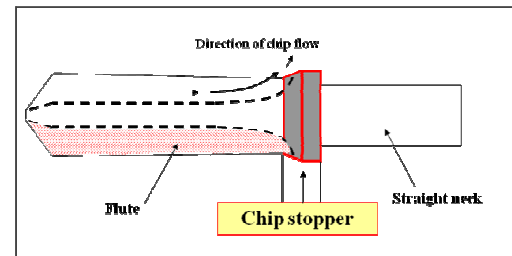 Direction of chip flow
Straight neck
Flute
Chip stopper